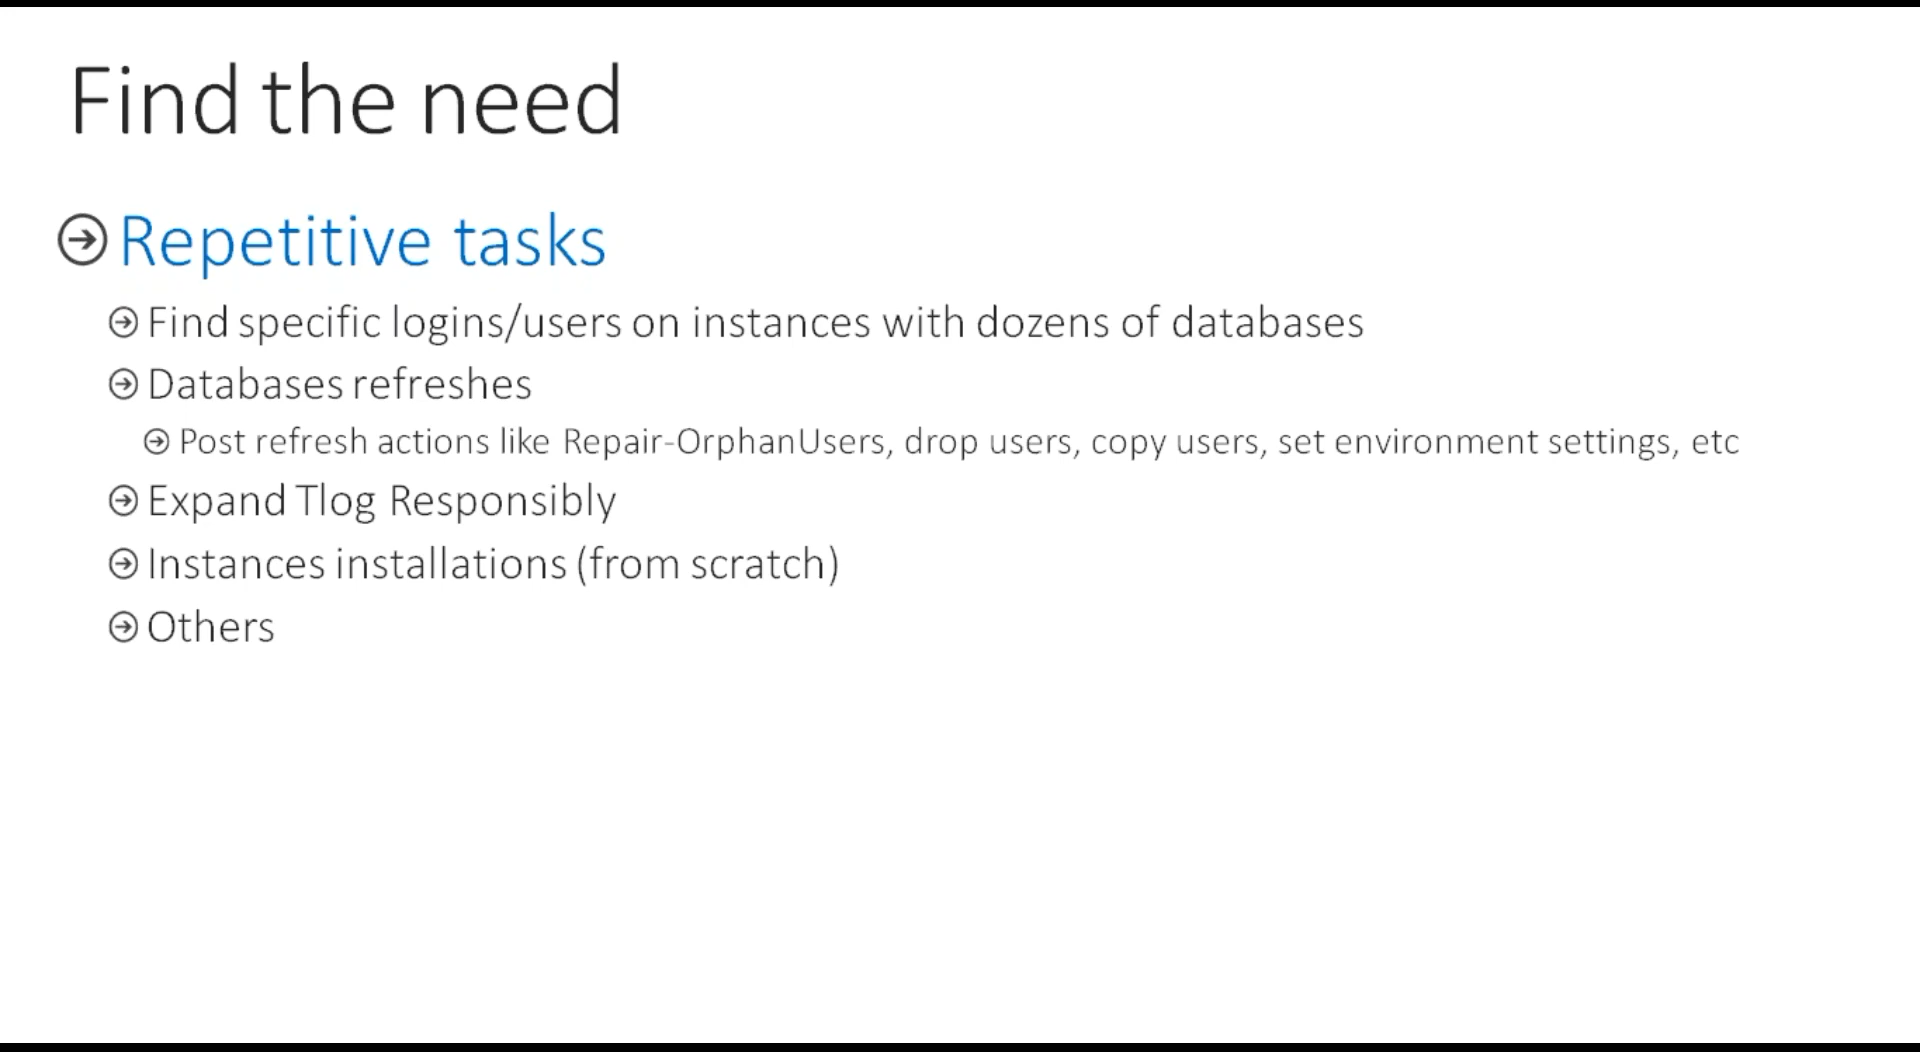 Find the need
Repetitive tasks
Find specific logins/users on instances with dozens of databases
Databases refreshes
Post refresh actions like Repair-OrphanUsers, drop users, copy users, set environment settings, etc
Expand Tlog Responsibly
Instances installations (from scratch)
Others